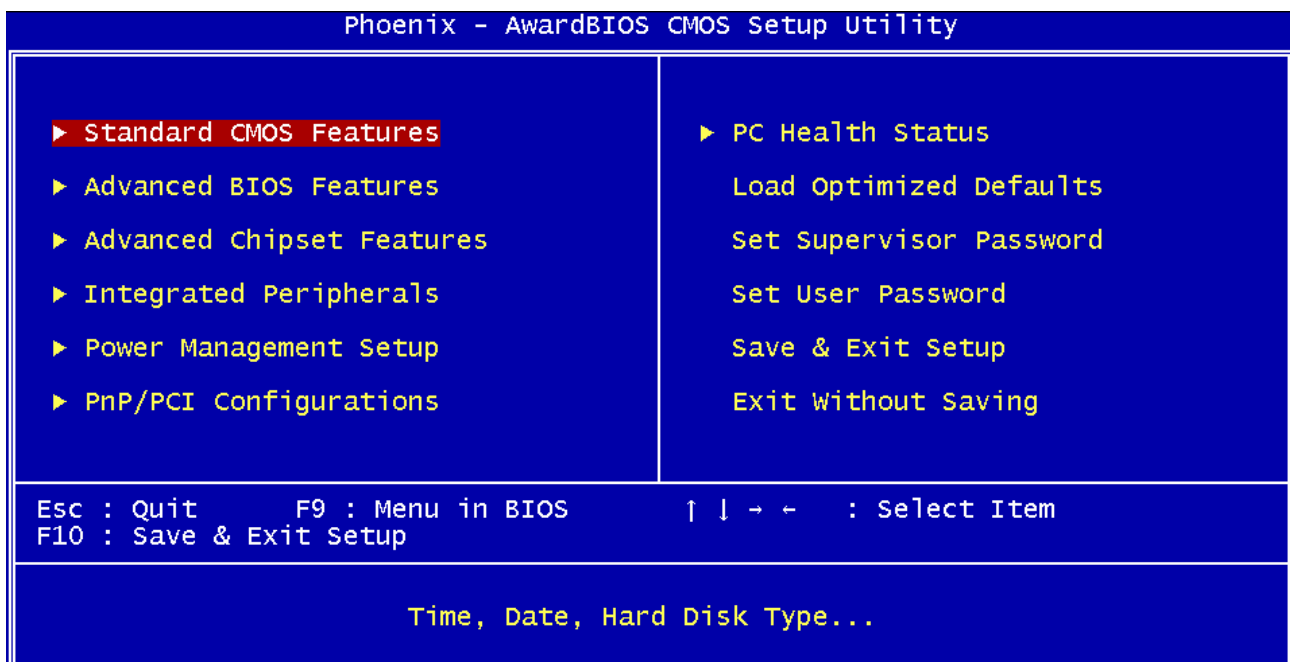 Phoenix - AwardBIOS CMOS Setup Utility
▶ Standard CMOS Features
▶ Advanced BIOS Features
▶ Advanced Chipset Features
▶ Integrated Peripherals
▶ Power Management Setup
▶ PnP/PCI Configurations
▶ PC Health Status
Load Optimized Defaults
Set Supervisor Password
Set User Password
Save & Exit Setup
Exit Without Saving
Esc : Quit F9 : Menu in BIOS ↑ ↓ → ← : Select Item
F10 : Save & Exit Setup
Time, Date, Hard Disk Type...